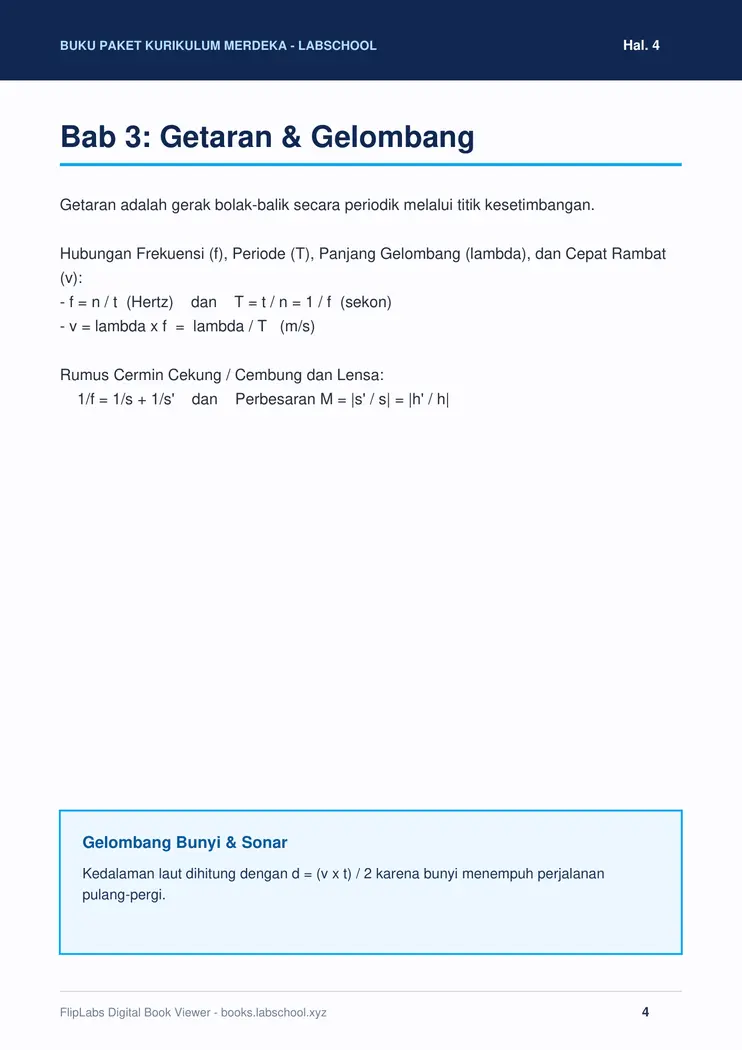 BUKU PAKET KURIKULUM MERDEKA - LABSCHOOL
Hal. 4
Bab 3: Getaran & Gelombang
Getaran adalah gerak bolak-balik secara periodik melalui titik kesetimbangan.
Hubungan Frekuensi (f), Periode (T), Panjang Gelombang (lambda), dan Cepat Rambat
(v):
- f = n / t  (Hertz)    dan    T = t / n = 1 / f  (sekon)
- v = lambda x f  =  lambda / T   (m/s)
Rumus Cermin Cekung / Cembung dan Lensa:
1/f = 1/s + 1/s'    dan    Perbesaran M = |s' / s| = |h' / h|
Gelombang Bunyi & Sonar
Kedalaman laut dihitung dengan d = (v x t) / 2 karena bunyi menempuh perjalanan
pulang-pergi.
FlipLabs Digital Book Viewer - books.labschool.xyz
4